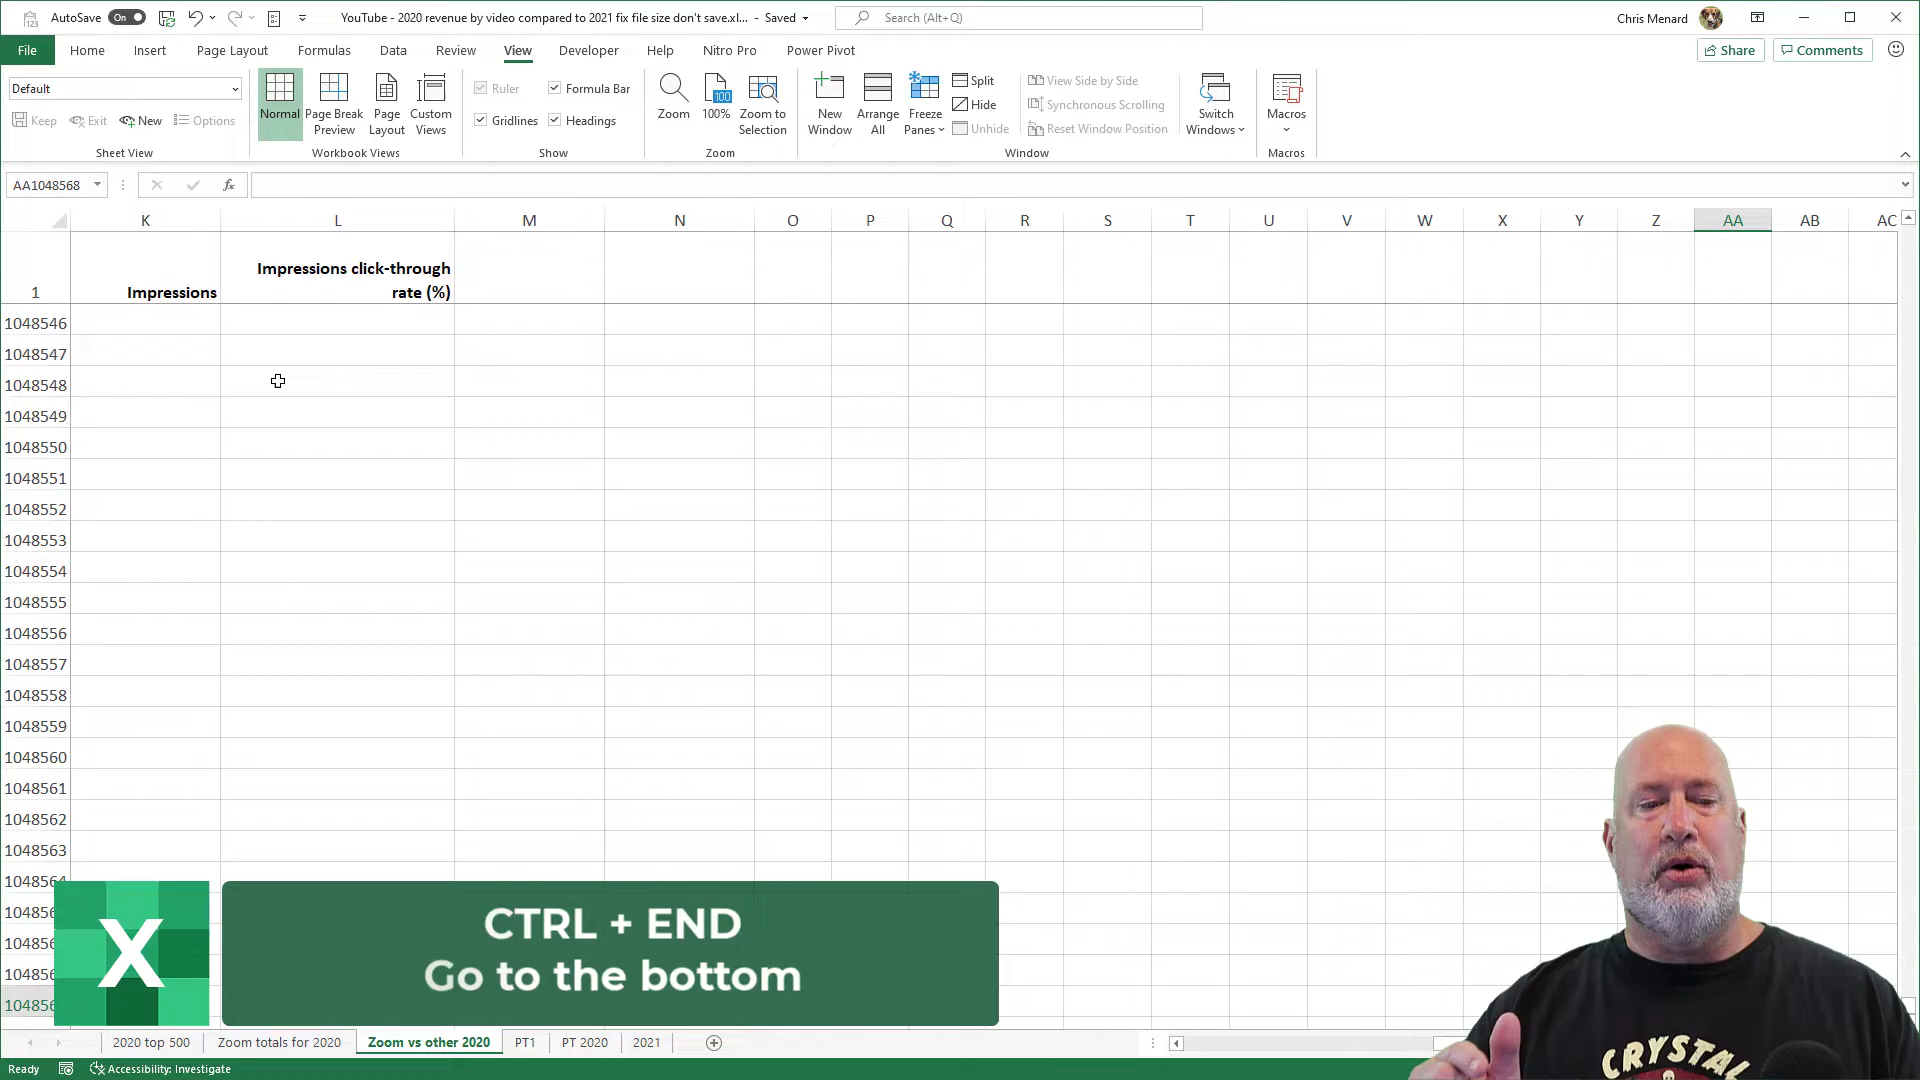 AutoSave On YouTube - 2020 revenue by video compared to 2021 fix file size don't save.xl... - Saved Search (Alt+Q) Chris Menard
File Home Insert Page Layout Formulas Data Review View Developer Help Nitro Pro Power Pivot Share Comments
Default
Keep Exit New Options
Sheet View
Normal
Page Break Preview
Page Layout
Custom Views
Workbook Views
Ruler Formula Bar
Gridlines Headings
Show
Zoom
100%
Zoom to Selection
Zoom
New Window
Arrange All
Freeze Panes
Split
Hide
Unhide
View Side by Side
Synchronous Scrolling
Reset Window Position
Switch Windows
Window
Macros
Macros
AA1048568 fx
K L M N O P Q R S T U V W X Y Z AA AB AC
Impressions click-through
1 Impressions rate (%)
1048546
1048547
1048548
1048549
1048550
1048551
1048552
1048553
1048554
1048555
1048556
1048557
1048558
1048559
1048560
1048561
1048562
1048563
X
CTRL + END
Go to the bottom
CRYSTAL
2020 top 500 Zoom totals for 2020 Zoom vs other 2020 PT1 PT 2020 2021
Ready Accessibility: Investigate